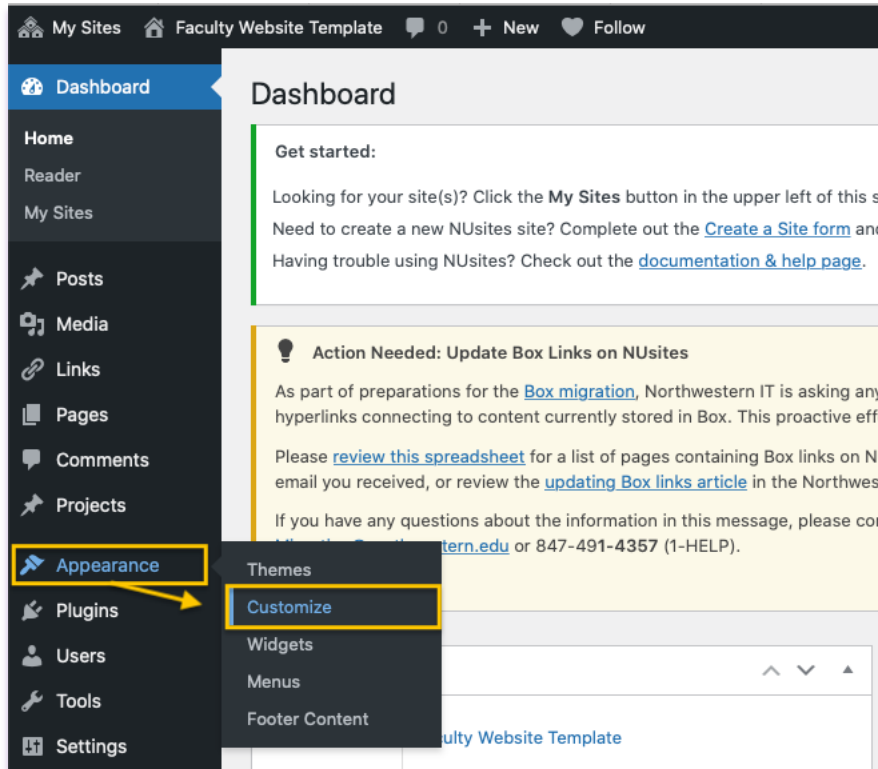 My Sites Faculty Website Template 0 New Follow
Dashboard
Home
Reader
My Sites
Posts
Media
Links
Pages
Comments
Projects
Appearance
Plugins
Users
Tools
Settings
Themes
Customize
Widgets
Menus
Footer Content
Dashboard
Get started:
Looking for your site(s)? Click the My Sites button in the upper left of this s
Need to create a new NUsites site? Complete out the Create a Site form and
Having trouble using NUsites? Check out the documentation & help page.
Action Needed: Update Box Links on NUsites
As part of preparations for the Box migration, Northwestern IT is asking any
hyperlinks connecting to content currently stored in Box. This proactive eff
Please review this spreadsheet for a list of pages containing Box links on N
email you received, or review the updating Box links article in the Northwes
If you have any questions about the information in this message, please co
tern.edu or 847-491-4357 (1-HELP).
ulty Website Template